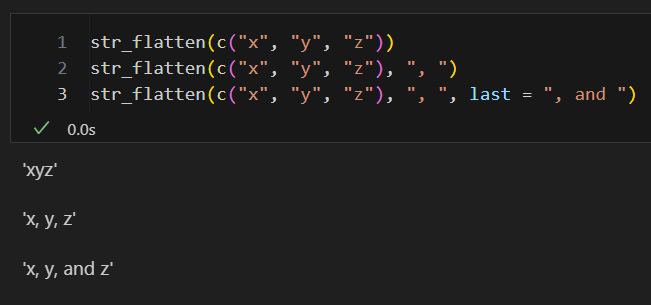 1 str_flatten(c("x", "y", "z"))
2 str_flatten(c("x", "y", "z"), ", ")
3 str_flatten(c("x", "y", "z"), ", ", last = ", and ")
0.0s
'xyz'
'x, y, z'
'x, y, and z'